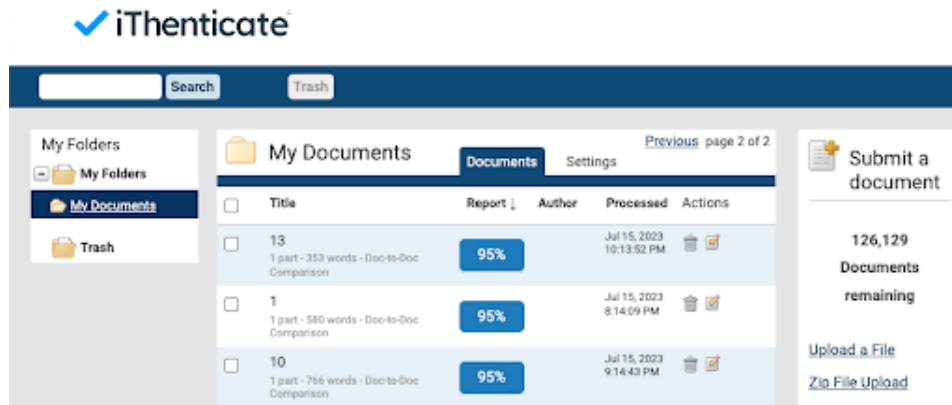 iThenticate
Search
Trash
My Folders
My Folders
My Documents
Trash
My Documents
Documents
Settings
Previous page 2 of 2
Title Report ↓ Author Processed Actions
13
1 part - 353 words - Doc-to-Doc
Comparison
95%
Jul 15, 2023
10:13:52 PM
1
1 part - 580 words - Doc-to-Doc
Comparison
95%
Jul 15, 2023
8:14:09 PM
10
1 part - 766 words - Doc-to-Doc
Comparison
95%
Jul 15, 2023
9:14:43 PM
Submit a
document
126,129
Documents
remaining
Upload a File
Zip File Upload